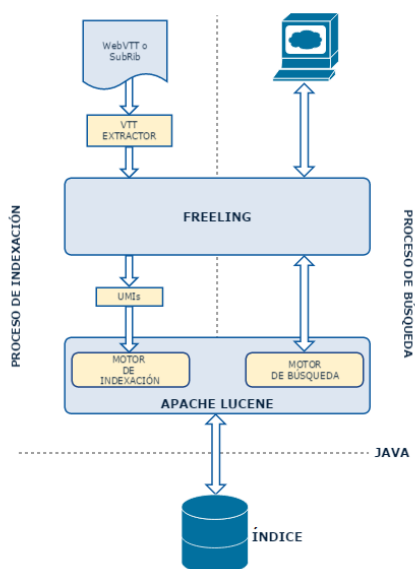 WebVTT o
SubRib
VTT
EXTRACTOR
FREELING
PROCESO DE INDEXACIÓN
PROCESO DE BÚSQUEDA
UMIs
MOTOR
DE
INDEXACIÓN
MOTOR
DE BÚSQUEDA
APACHE LUCENE
JAVA
ÍNDICE